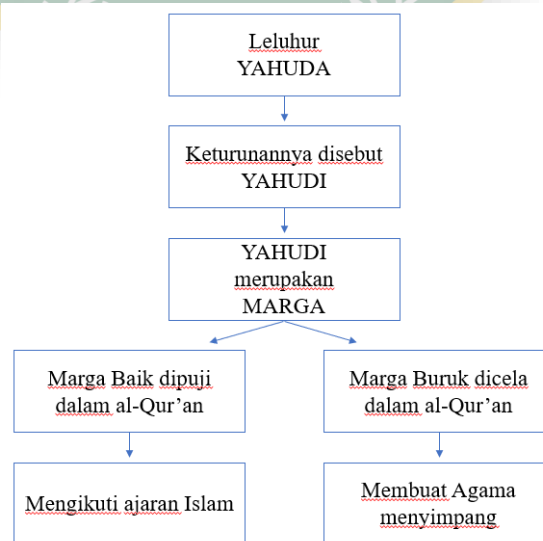 Leluhur
YAHUDA
Keturunannya disebut
YAHUDI
YAHUDI
merupakan
MARGA
Marga Baik dipuji
dalam al-Qur’an
Marga Buruk dicela
dalam al-Qur’an
Mengikuti ajaran Islam
Membuat Agama
menyimpang